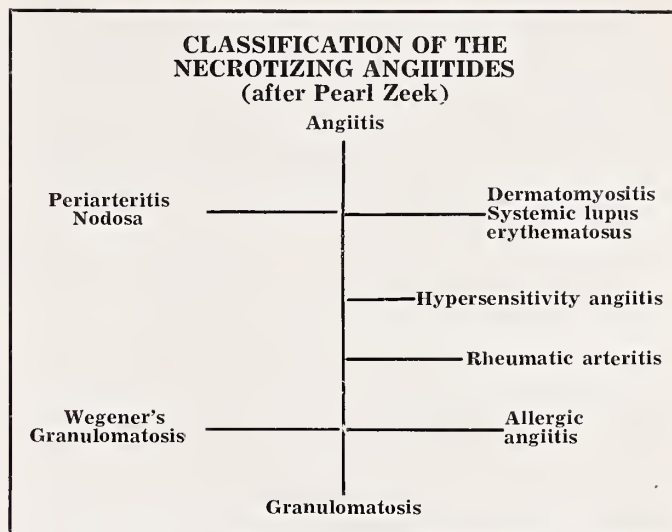 CLASSIFICATION OF THE
NECROTIZING ANGIITIDES
(after Pearl Zeek)
Angiitis
Periarteritis
Nodosa
Dermatomyositis
Systemic lupus
erythematosus
Hypersensitivity angiitis
Rheumatic arteritis
Wegener's
Granulomatosis
Allergic
angiitis
Granulomatosis